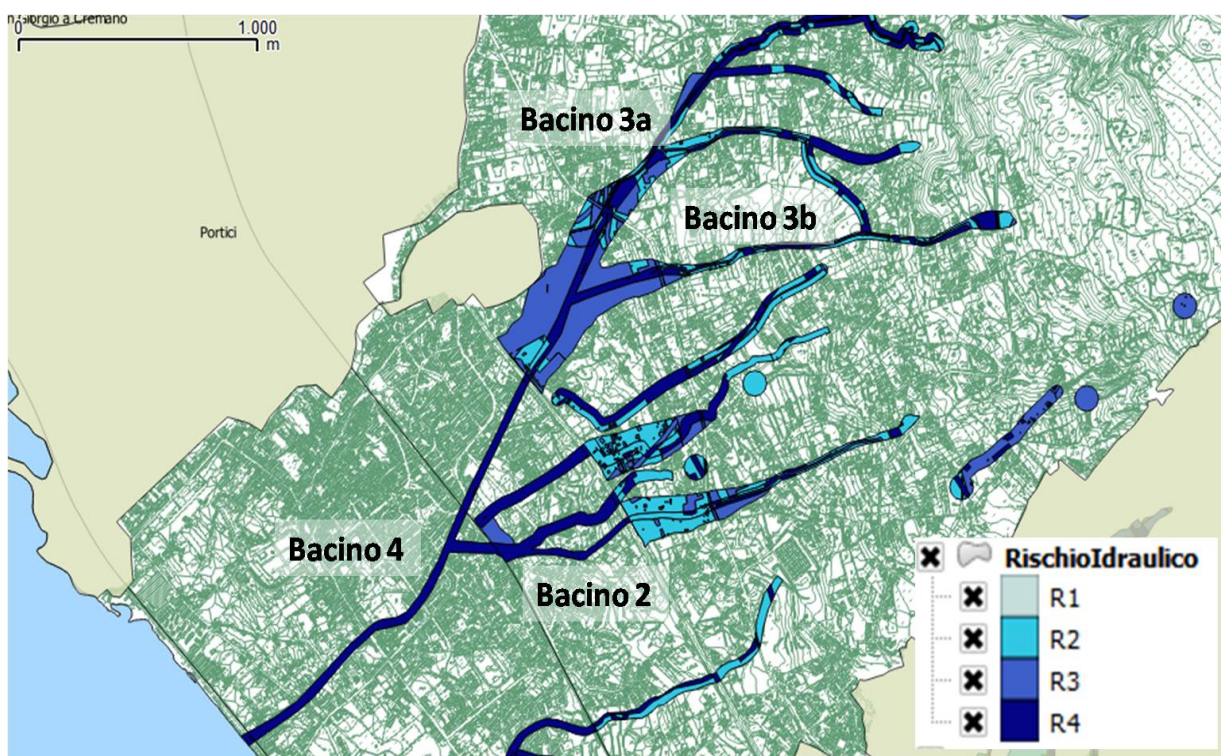 n Giorgio a Cremano
0
1.000
m
Bacino 3a
Bacino 3b
Portici
Bacino 4
Bacino 2
RischioIdraulico
R1
R2
R3
R4